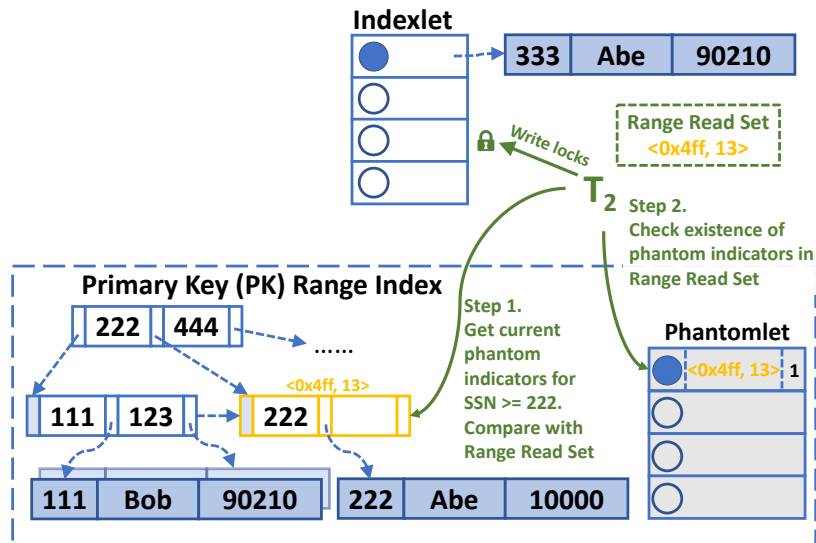 Indexlet
333 Abe 90210
Write locks
Range Read Set
<0x4ff, 13>
T2
Step 2.
Check existence of
phantom indicators in
Range Read Set
Primary Key (PK) Range Index
222 444
......
Step 1.
Get current
phantom
indicators for
SSN >= 222.
Compare with
Range Read Set
<0x4ff, 13>
111 123
222
111 Bob 90210
222 Abe 10000
Phantomlet
<0x4ff, 13> 1